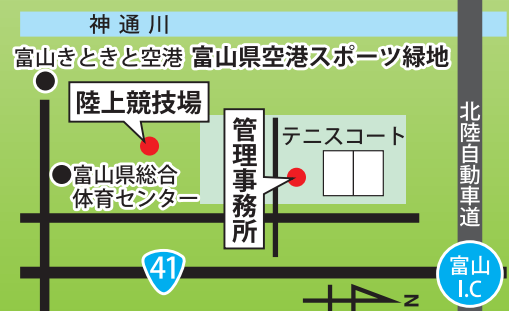 神通川
富山きときと空港
富山県空港スポーツ緑地
陸上競技場
管理事務所
テニスコート
北陸自動車道
富山県総合
体育センター
41
富山
I.C
N